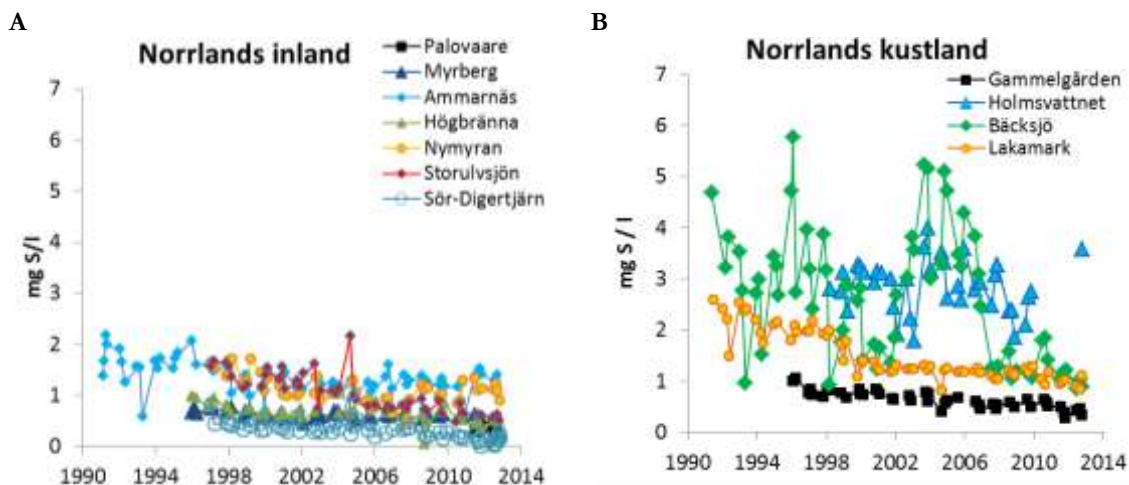 A
Norrlands inland
Palovaare
Myrberg
Ammarnäs
Högbränna
Nymyran
Storulvsjön
Sör-Digertjärn
mg S/l
7
6
5
4
3
2
1
0
1990 1994 1998 2002 2006 2010 2014
B
Norrlands kustland
Gammelgården
Holmsvattnet
Bäcksjö
Lakamark
mg S / l
7
6
5
4
3
2
1
0
1990 1994 1998 2002 2006 2010 2014